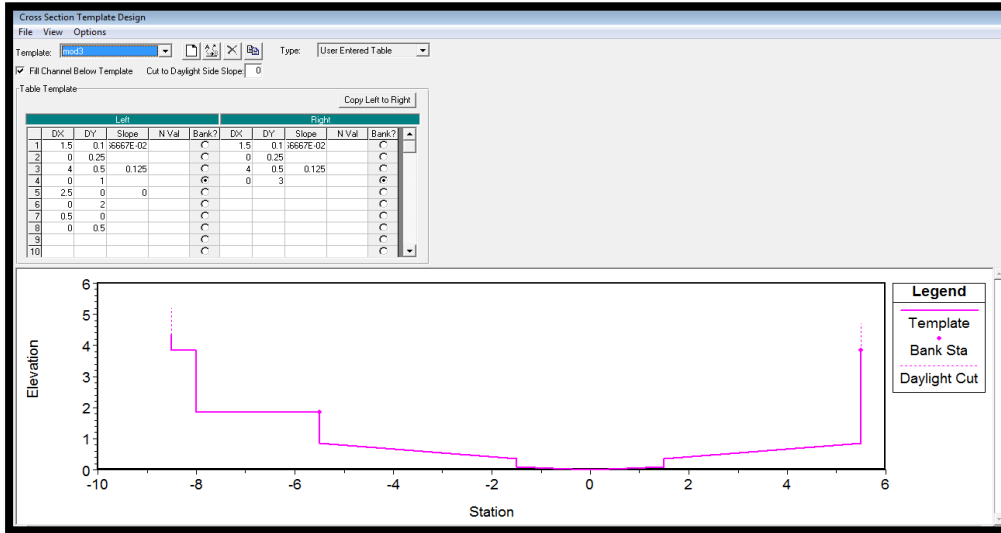 Cross Section Template Design
File View Options
Template: mod3 Type: User Entered Table
Fill Channel Below Template Cut to Daylight Side Slope: 0
Table Template
Copy Left to Right
Left Right
DX DY Slope N Val Bank? DX DY Slope N Val Bank?
1 1.5 0.1 6667E-02 1.5 0.1 6667E-02
2 0 0.25 0 0.25
3 4 0.5 0.125 4 0.5 0.125
4 0 1 0 3
5 2.5 0 0
6 0 2
7 0.5 0
8 0 0.5
9
10
6
5
4
3
2
1
0
-10 -8 -6 -4 -2 0 2 4 6
Elevation
Station
Legend
Template
Bank Sta
Daylight Cut